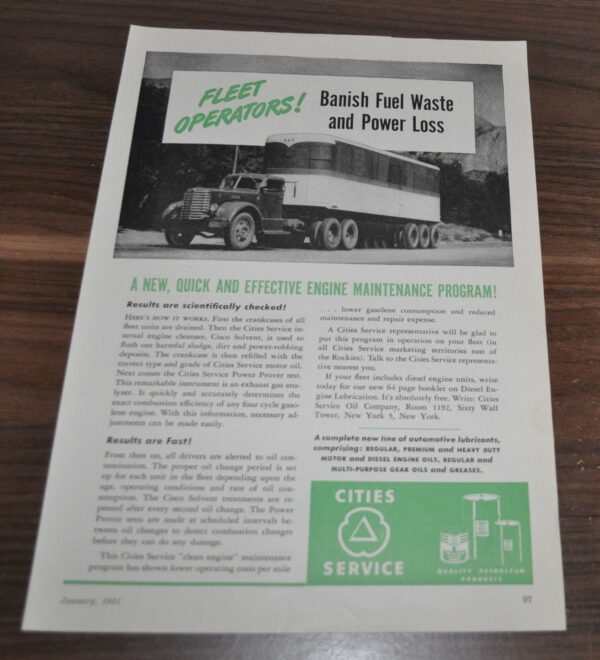 FLEET
OPERATORS!
Banish Fuel Waste
and Power Loss
A NEW, QUICK AND EFFECTIVE ENGINE MAINTENANCE PROGRAM!
Results are scientifically checked!
HERE'S HOW IT WORKS. First the crankcases of all
fleet units are drained. Then the Cities Service in-
ternal engine cleanser, Cisco Solvent, is used to
flush out harmful sludge, dirt and power-robbing
deposits. The crankcase is then refilled with the
correct type and grade of Cities Service motor oil.
Next comes the Cities Service Power Prover test.
This remarkable instrument is an exhaust gas ana-
lyzer. It quickly and accurately determines the
exact combustion efficiency of any four cycle gaso-
lene engine. With this information, necessary ad-
justments can be made easily.
Results are Fast!
From then on, all drivers are alerted to oil con-
tamination. The proper oil change period is set
up for each unit in the fleet depending upon the
age, operating conditions and rate of oil con-
sumption. The Cisco Solvent treatments are re-
peated after every second oil change. The Power
Prover tests are made at scheduled intervals be-
tween oil changes to detect combustion changes
before they can do any damage.
This Cities Service "clean engine" maintenance
program has shown lower operating costs per mile
. . . lower gasolene consumption and reduced
maintenance and repair expense.
A Cities Service representative will be glad to
put this program in operation on your fleet (in
all Cities Service marketing territories east of
the Rockies). Talk to the Cities Service representa-
tive nearest you.
If your fleet includes diesel engine units, write
today for our new 64 page booklet on Diesel En-
gine Lubrication. It's absolutely free. Write: Cities
Service Oil Company, Room 1192, Sixty Wall
Tower, New York 5, New York.
A complete new line of automotive lubricants,
comprising: REGULAR, PREMIUM and HEAVY DUTY
MOTOR and DIESEL ENGINE OILS, REGULAR and
MULTI-PURPOSE GEAR OILS and GREASES.
CITIES
SERVICE
QUALITY PETROLEUM
PRODUCTS
January, 1953
97